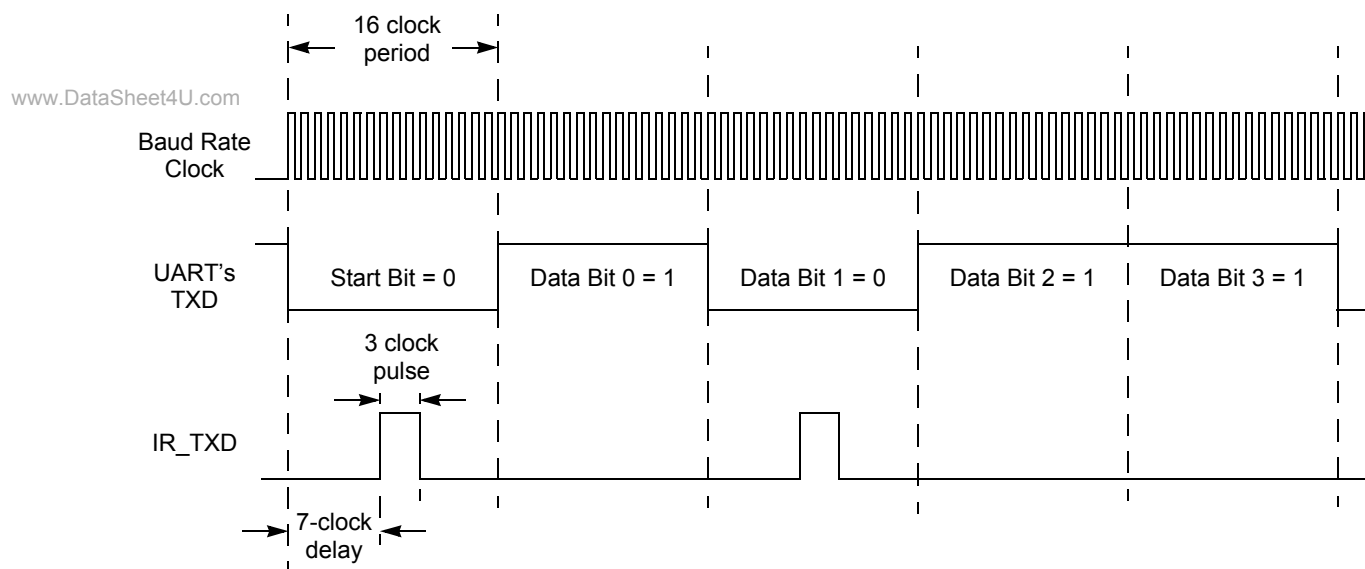 16 clock
period
www.DataSheet4U.com
Baud Rate
Clock
UART's
TXD
Start Bit = 0
Data Bit 0 = 1
Data Bit 1 = 0
Data Bit 2 = 1
Data Bit 3 = 1
3 clock
pulse
IR_TXD
7-clock
delay